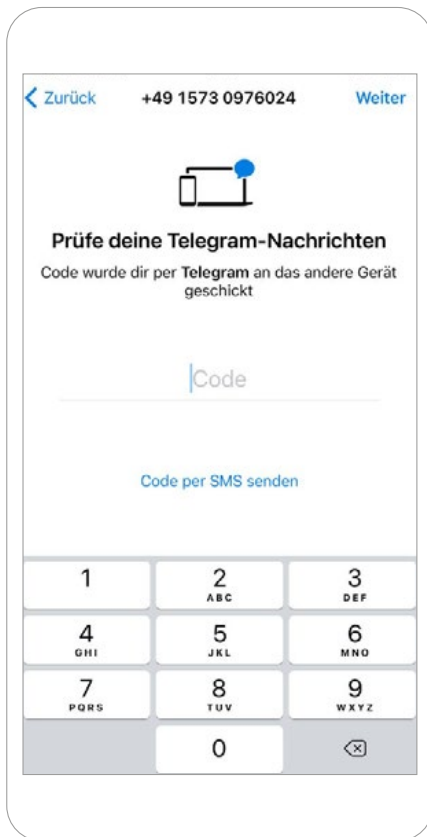 Zurück +49 1573 0976024 Weiter
Prüfe deine Telegram-Nachrichten
Code wurde dir per Telegram an das andere Gerät
geschickt
Code
Code per SMS senden
1 2 3
ABC DEF
4 5 6
GHI JKL MNO
7 8 9
PQRS TUV WXYZ
0